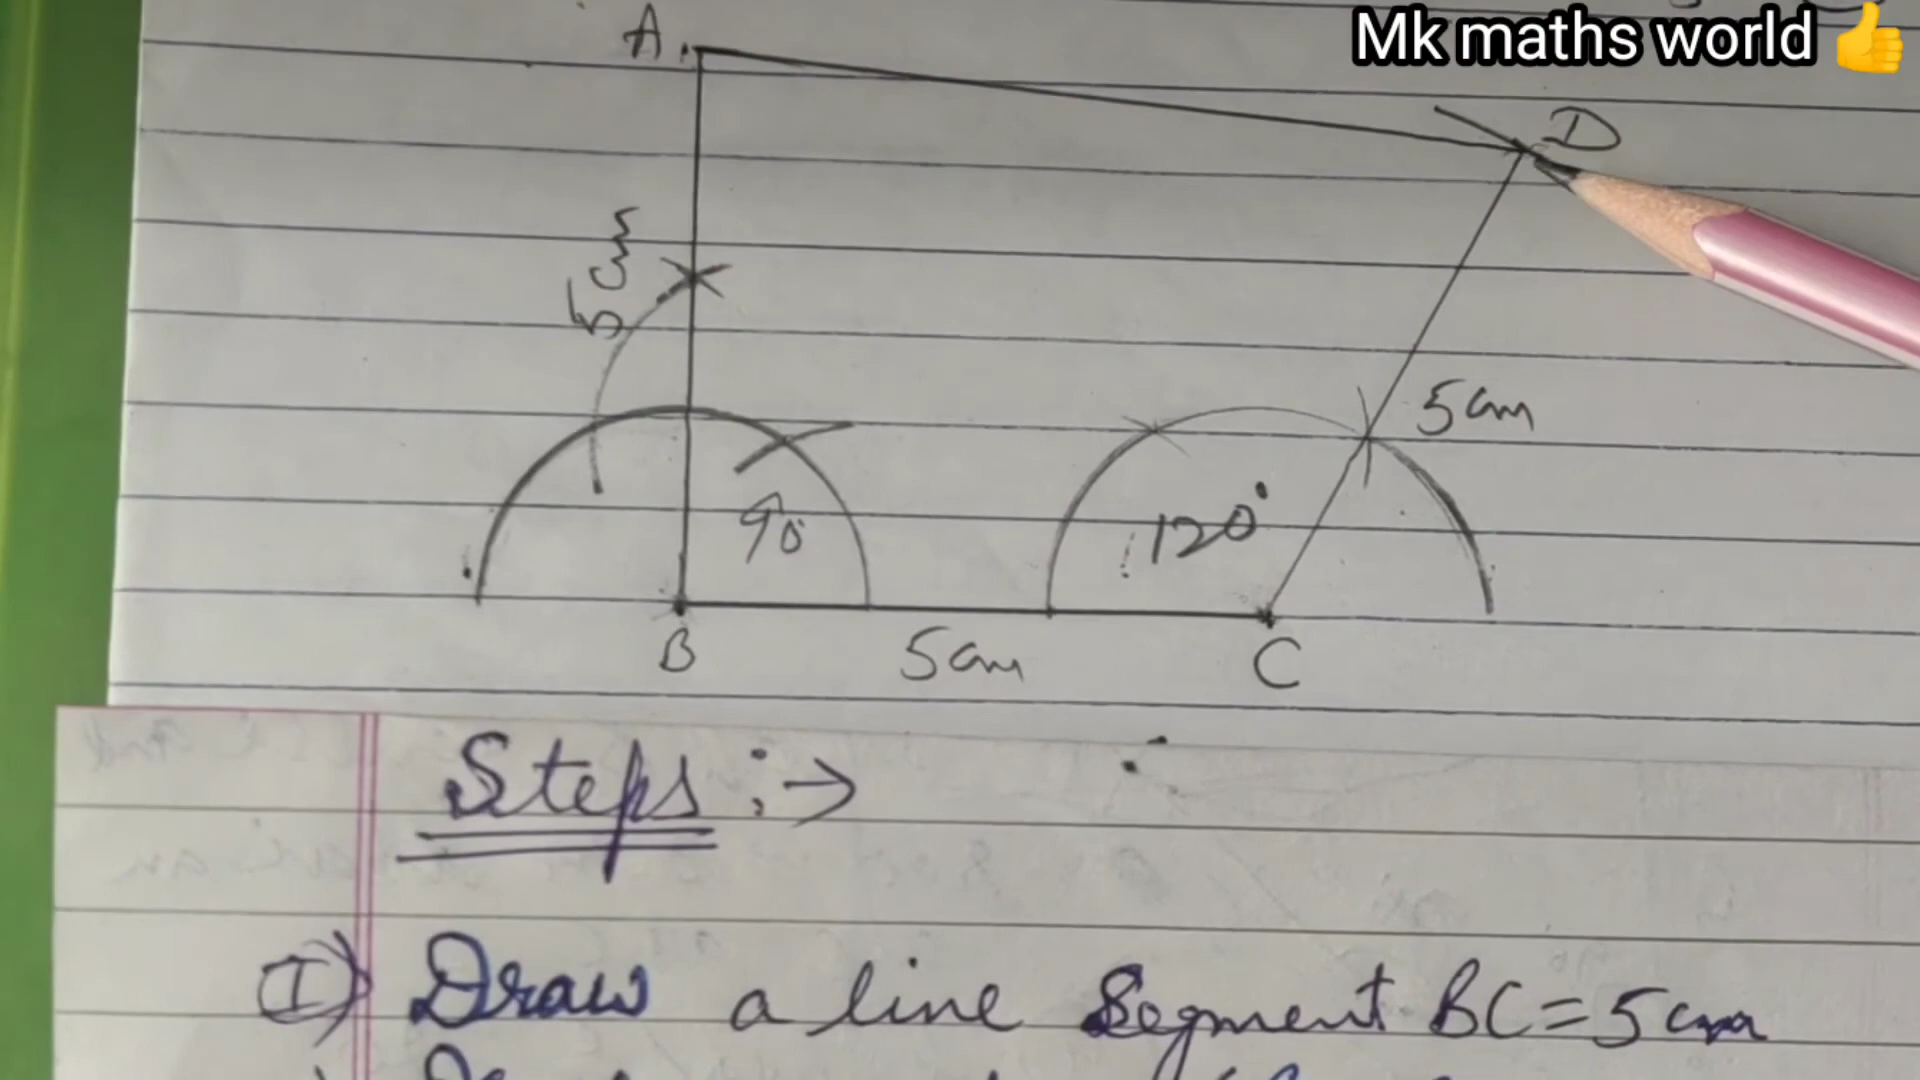 Mk maths world 👍
A
D
5cm
5cm
90°
120°
B
5cm
C
Steps :→
(I) Draw a line Segment BC = 5cm